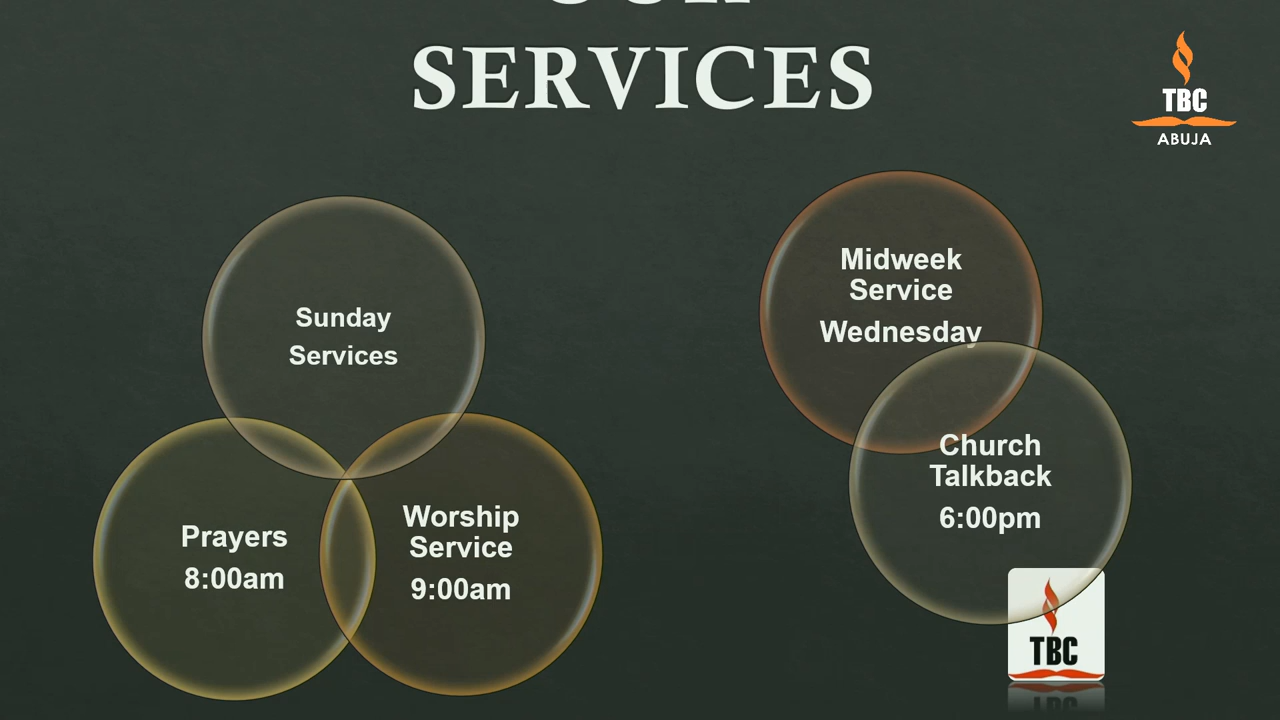 OUR
SERVICES
TBC
ABUJA
Sunday
Services
Prayers
8:00am
Worship
Service
9:00am
Midweek
Service
Wednesday
Church
Talkback
6:00pm
TBC